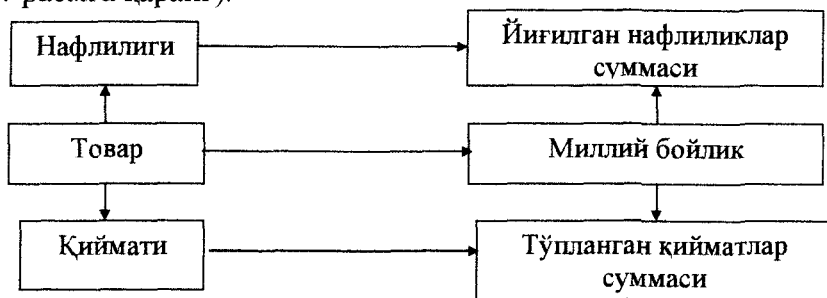 расмга қаранг).
Нафлилиги
Йиғилган нафлиликлар
суммаси
Товар
Миллий бойлик
Қиймати
Тўпланган қийматлар
суммаси